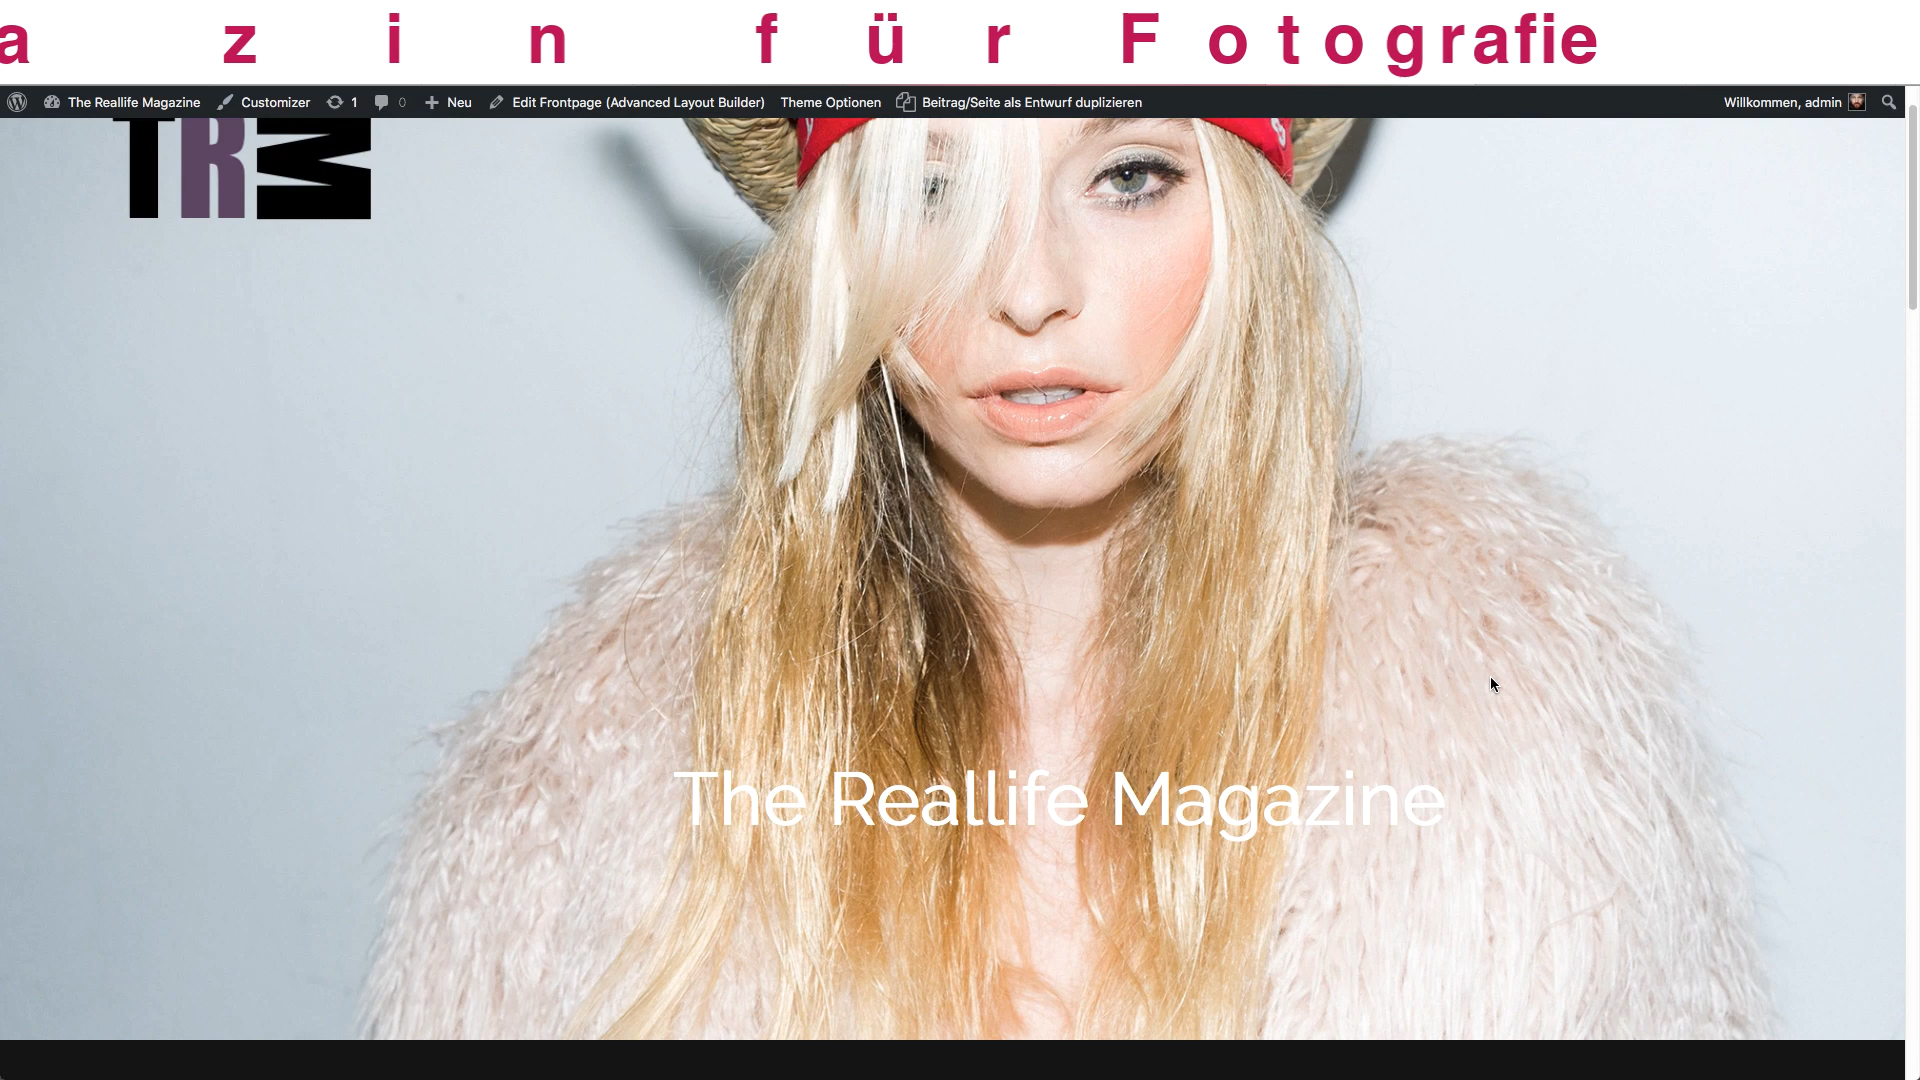 a z i n f ü r F o t o grafie
The Reallife Magazine Customizer 1 0 Neu Edit Frontpage (Advanced Layout Builder) Theme Optionen Beitrag/Seite als Entwurf duplizieren Willkommen, admin
TRM
The Reallife Magazine